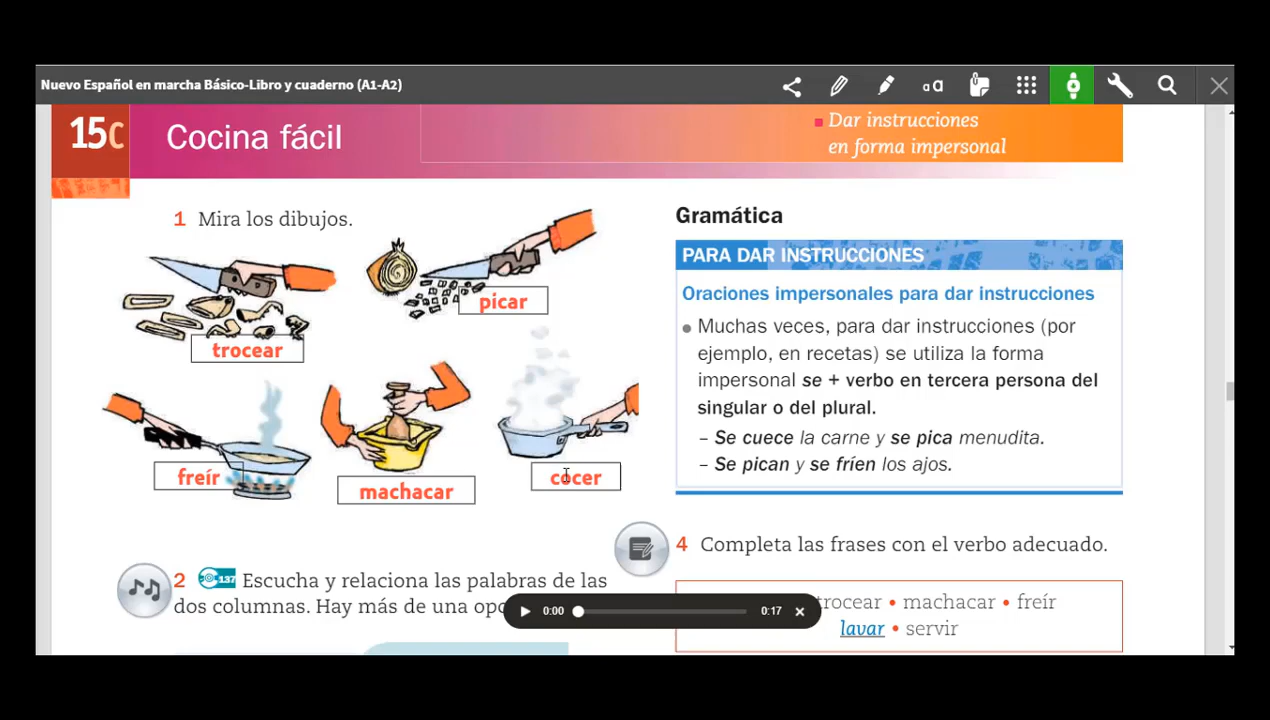 Nuevo Español en marcha Básico-Libro y cuaderno (A1-A2)
aa
15C
Cocina fácil
Dar instrucciones
en forma impersonal
1 Mira los dibujos.
picar
trocear
freír
machacar
cocer
2 137 Escucha y relaciona las palabras de las
dos columnas. Hay más de una
Gramática
PARA DAR INSTRUCCIONES
Oraciones impersonales para dar instrucciones
• Muchas veces, para dar instrucciones (por
ejemplo, en recetas) se utiliza la forma
impersonal se + verbo en tercera persona del
singular o del plural.
– Se cuece la carne y se pica menudita.
– Se pican y se fríen los ajos.
4 Completa las frases con el verbo adecuado.
trocear • machacar • freír
lavar • servir
0:00 0:17